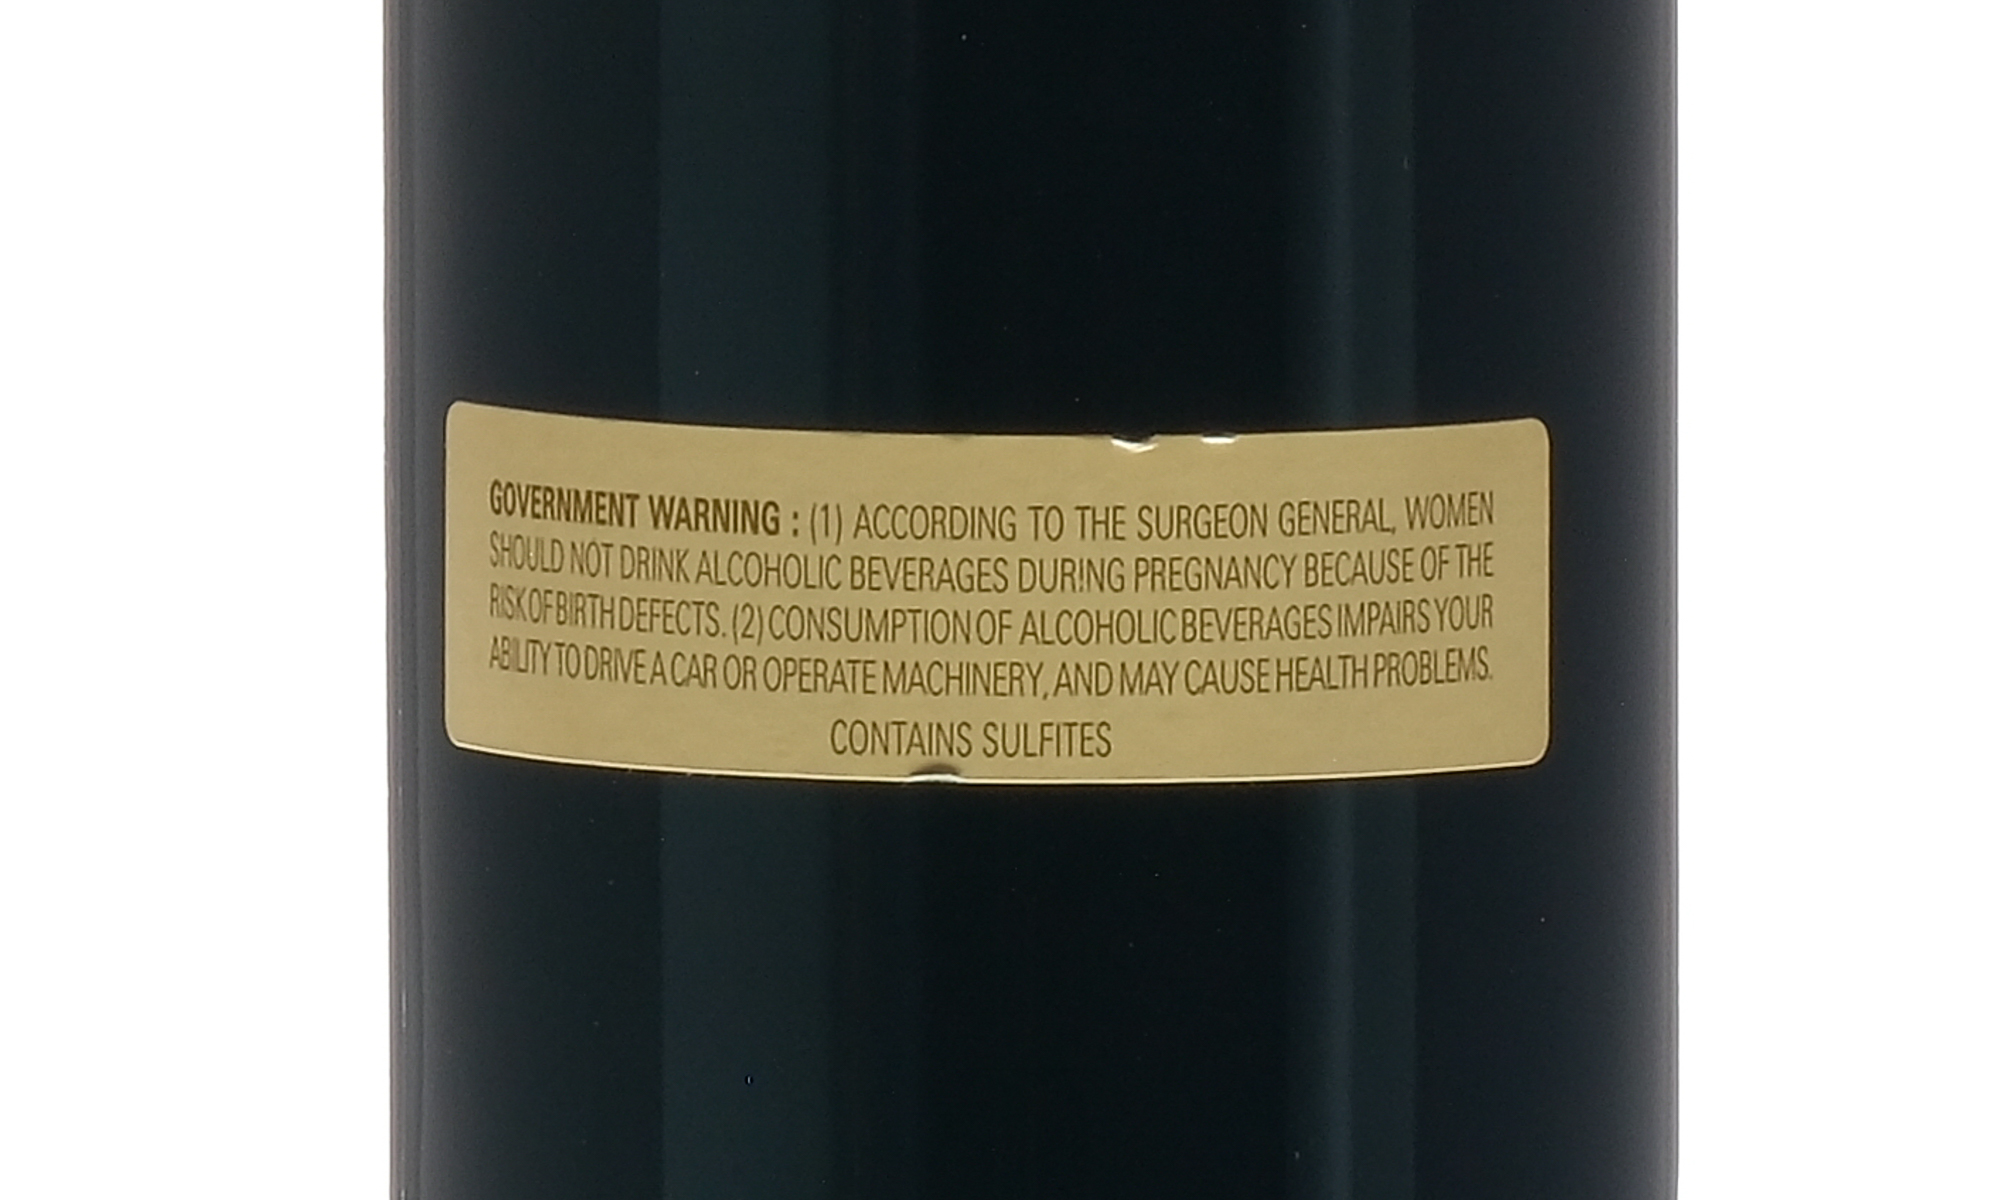 GOVERNMENT WARNING : (1) ACCORDING TO THE SURGEON GENERAL, WOMEN
SHOULD NOT DRINK ALCOHOLIC BEVERAGES DURING PREGNANCY BECAUSE OF THE
RISK OF BIRTH DEFECTS. (2) CONSUMPTION OF ALCOHOLIC BEVERAGES IMPAIRS YOUR
ABILITY TO DRIVE A CAR OR OPERATE MACHINERY, AND MAY CAUSE HEALTH PROBLEMS.
CONTAINS SULFITES